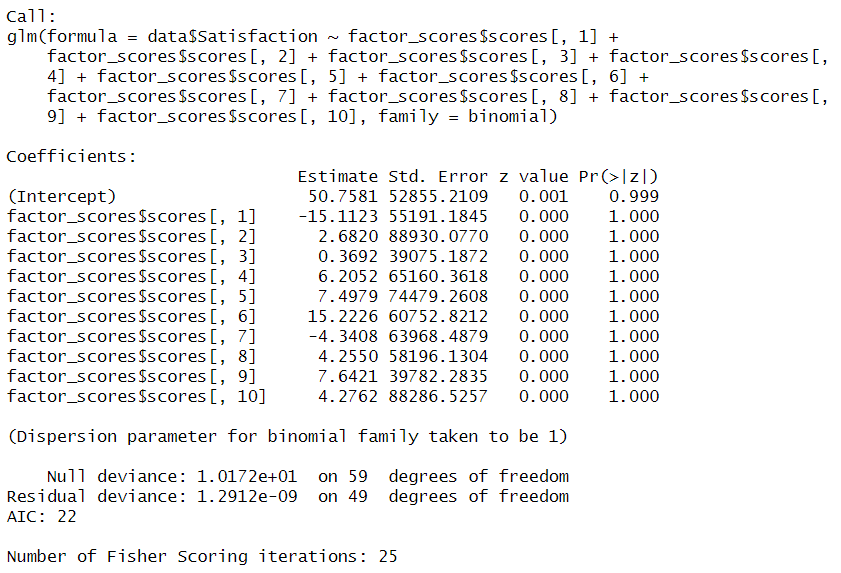 Call:
glm(formula = data$Satisfaction ~ factor_scores$scores[, 1] +
    factor_scores$scores[, 2] + factor_scores$scores[, 3] + factor_scores$scores[,
    4] + factor_scores$scores[, 5] + factor_scores$scores[, 6] +
    factor_scores$scores[, 7] + factor_scores$scores[, 8] + factor_scores$scores[,
    9] + factor_scores$scores[, 10], family = binomial)

Coefficients:
                             Estimate Std. Error z value Pr(>|z|)
(Intercept)                   50.7581 52855.2109   0.001    0.999
factor_scores$scores[, 1]    -15.1123 55191.1845   0.000    1.000
factor_scores$scores[, 2]      2.6820 88930.0770   0.000    1.000
factor_scores$scores[, 3]      0.3692 39075.1872   0.000    1.000
factor_scores$scores[, 4]      6.2052 65160.3618   0.000    1.000
factor_scores$scores[, 5]      7.4979 74479.2608   0.000    1.000
factor_scores$scores[, 6]     15.2226 60752.8212   0.000    1.000
factor_scores$scores[, 7]     -4.3408 63968.4879   0.000    1.000
factor_scores$scores[, 8]      4.2550 58196.1304   0.000    1.000
factor_scores$scores[, 9]      7.6421 39782.2835   0.000    1.000
factor_scores$scores[, 10]     4.2762 88286.5257   0.000    1.000

(Dispersion parameter for binomial family taken to be 1)

    Null deviance: 1.0172e+01  on 59  degrees of freedom
Residual deviance: 1.2912e-09  on 49  degrees of freedom
AIC: 22

Number of Fisher Scoring iterations: 25